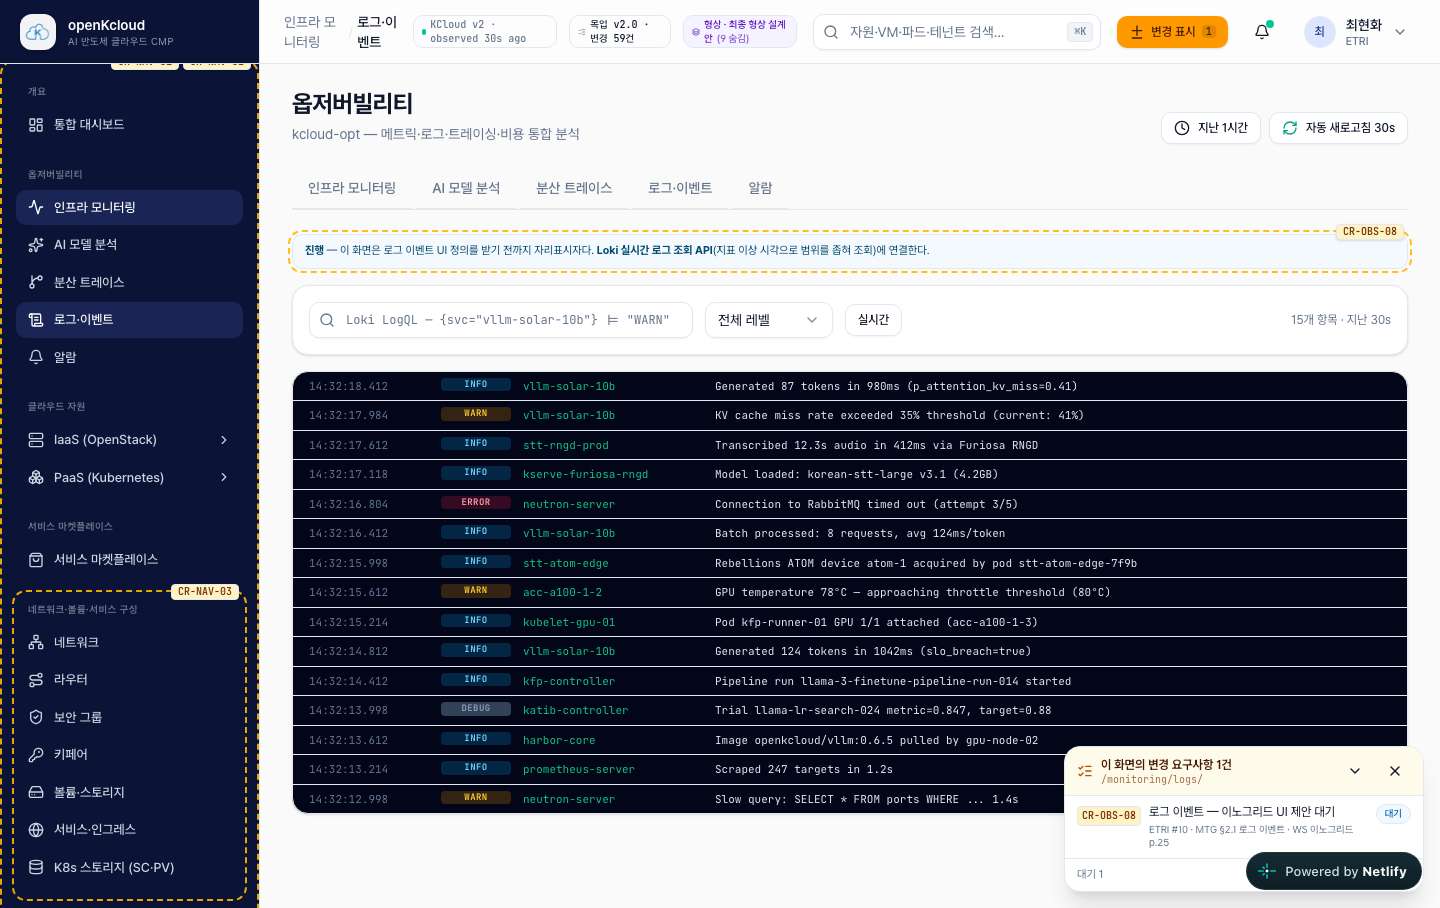 openKcloud
AI 반도체 클라우드 CMP
인프라 모니터링
/
로그·이벤트
KCloud v2 · observed 30s ago
목업 v2.0 · 변경 59건
형상 · 최종 형상 설계안 (9 숨김)
자원·VM·파드·테넌트 검색...
⌘K
변경 표시 1
최
최현화
ETRI
개요
통합 대시보드
옵저버빌리티
인프라 모니터링
AI 모델 분석
분산 트레이스
로그·이벤트
알람
클라우드 자원
IaaS (OpenStack)
PaaS (Kubernetes)
서비스 마켓플레이스
서비스 마켓플레이스
CR-NAV-03
네트워크·볼륨·서비스 구성
네트워크
라우터
보안 그룹
키페어
볼륨·스토리지
서비스·인그레스
K8s 스토리지 (SC·PV)
옵저버빌리티
kcloud-opt — 메트릭·로그·트레이싱·비용 통합 분석
지난 1시간
자동 새로고침 30s
인프라 모니터링
AI 모델 분석
분산 트레이스
로그·이벤트
알람
CR-OBS-08
진행 — 이 화면은 로그 이벤트 UI 정의를 받기 전까지 자리표시자다. Loki 실시간 로그 조회 API(지표 이상 시각으로 범위를 좁혀 조회)에 연결한다.
Loki LogQL — {svc="vllm-solar-10b"} |= "WARN"
전체 레벨
실시간
15개 항목 · 지난 30s
14:32:18.412 INFO vllm-solar-10b Generated 87 tokens in 980ms (p_attention_kv_miss=0.41)
14:32:17.984 WARN vllm-solar-10b KV cache miss rate exceeded 35% threshold (current: 41%)
14:32:17.612 INFO stt-rngd-prod Transcribed 12.3s audio in 412ms via Furiosa RNGD
14:32:17.118 INFO kserve-furiosa-rngd Model loaded: korean-stt-large v3.1 (4.2GB)
14:32:16.804 ERROR neutron-server Connection to RabbitMQ timed out (attempt 3/5)
14:32:16.412 INFO vllm-solar-10b Batch processed: 8 requests, avg 124ms/token
14:32:15.998 INFO stt-atom-edge Rebellions ATOM device atom-1 acquired by pod stt-atom-edge-7f9b
14:32:15.612 WARN acc-a100-1-2 GPU temperature 78°C — approaching throttle threshold (80°C)
14:32:15.214 INFO kubelet-gpu-01 Pod kfp-runner-01 GPU 1/1 attached (acc-a100-1-3)
14:32:14.812 INFO vllm-solar-10b Generated 124 tokens in 1042ms (slo_breach=true)
14:32:14.412 INFO kfp-controller Pipeline run llama-3-finetune-pipeline-run-014 started
14:32:13.998 DEBUG katib-controller Trial llama-lr-search-024 metric=0.847, target=0.88
14:32:13.612 INFO harbor-core Image openkcloud/vllm:0.6.5 pulled by gpu-node-02
14:32:13.214 INFO prometheus-server Scraped 247 targets in 1.2s
14:32:12.998 WARN neutron-server Slow query: SELECT * FROM ports WHERE ... 1.4s
이 화면의 변경 요구사항 1건
/monitoring/logs/
CR-OBS-08
로그 이벤트 — 이노그리드 UI 제안 대기
대기
ETRI #10 · MTG §2.1 로그 이벤트 · WS 이노그리드 p.25
대기 1
Powered by Netlify